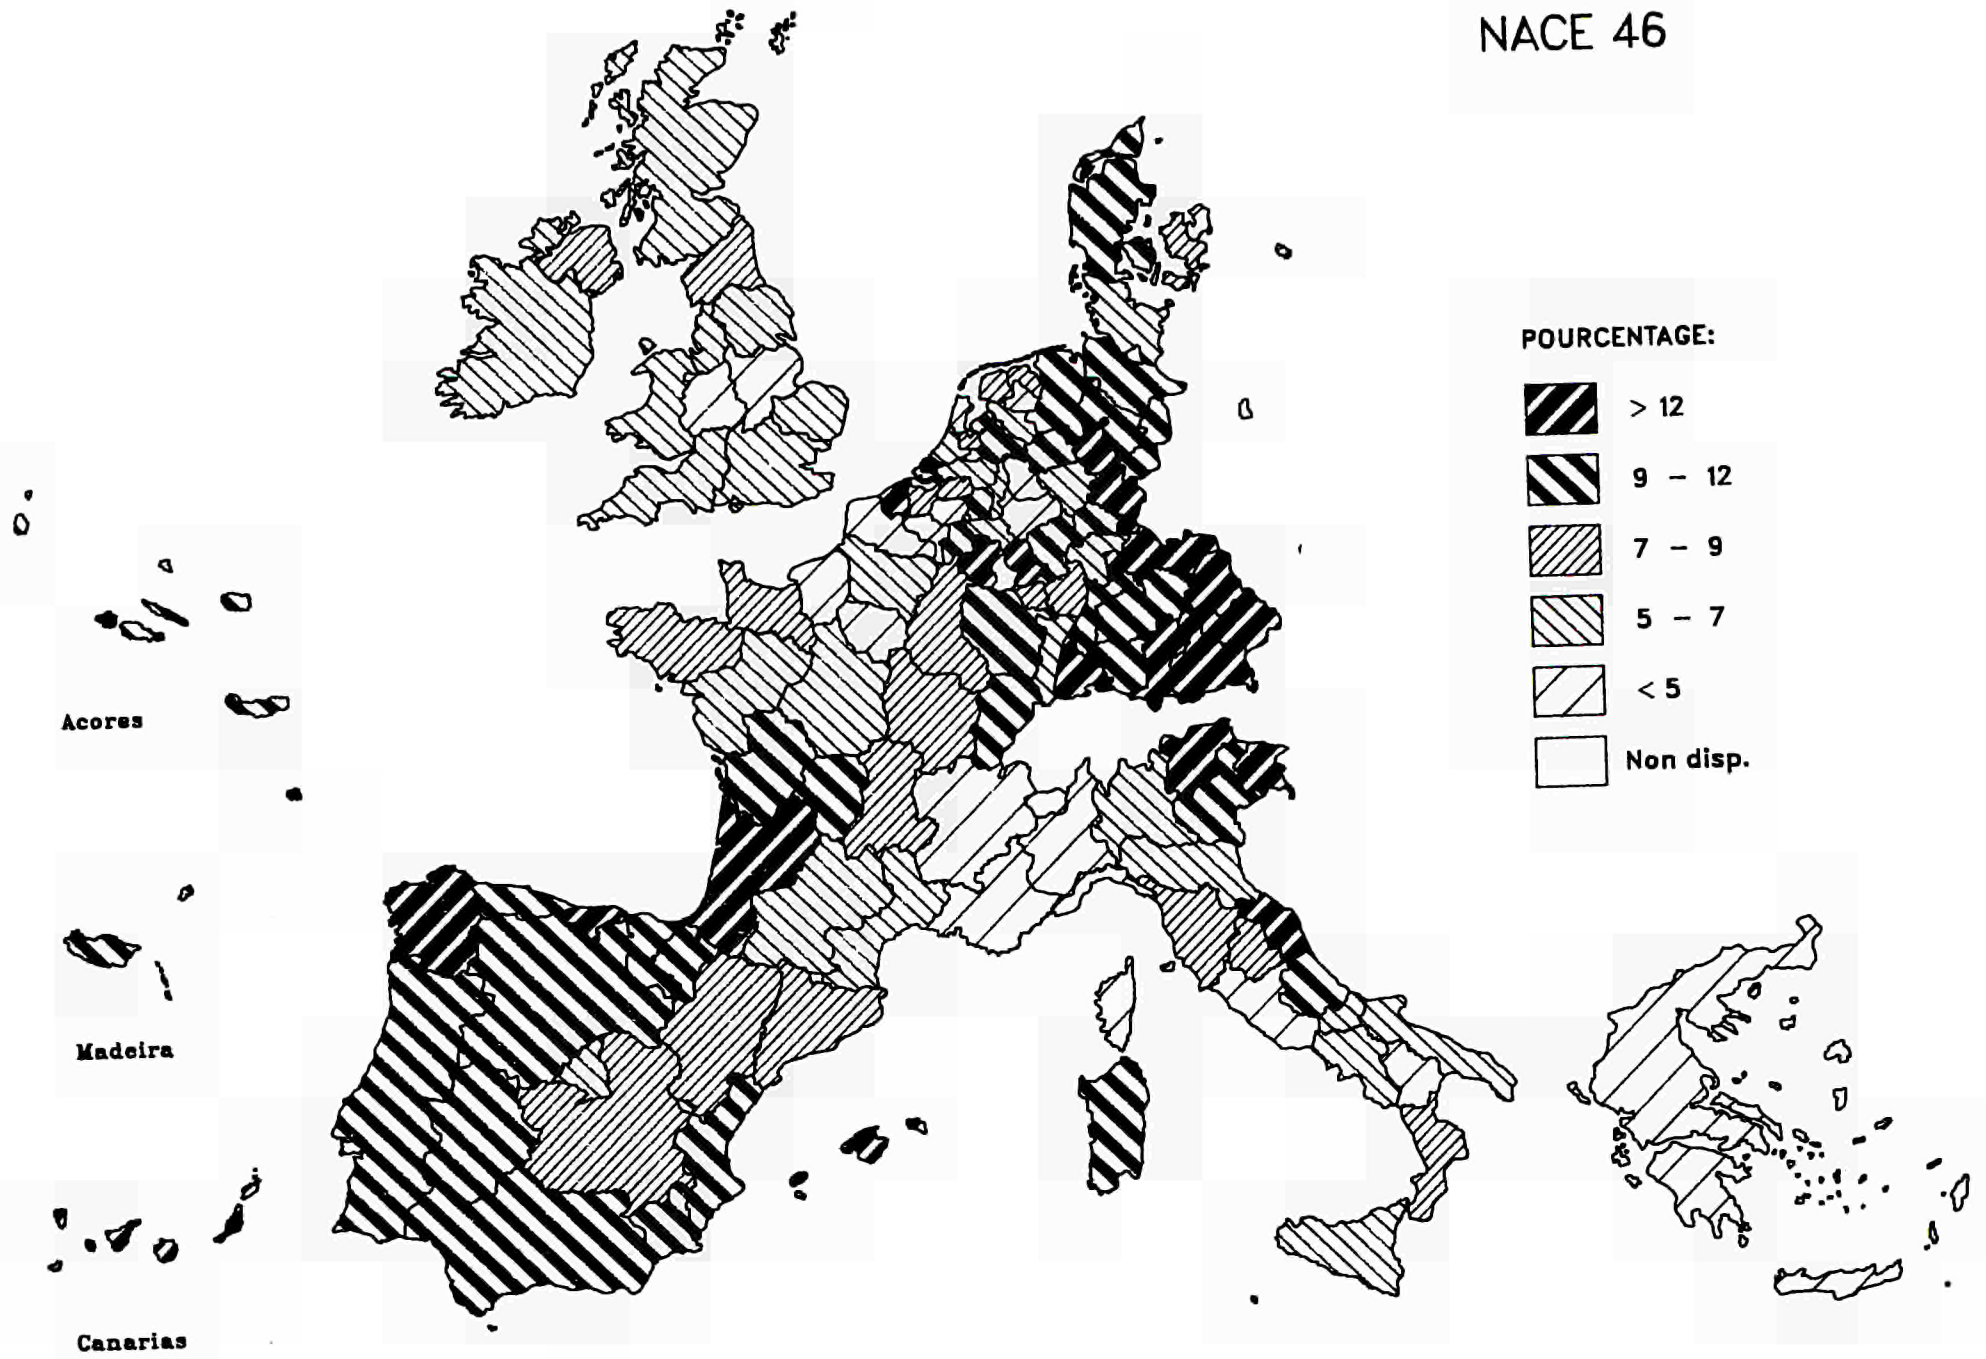 NACE 46
POURCENTAGE:
> 12
9 - 12
7 - 9
5 - 7
< 5
Non disp.
Acores
Madeira
Canarias